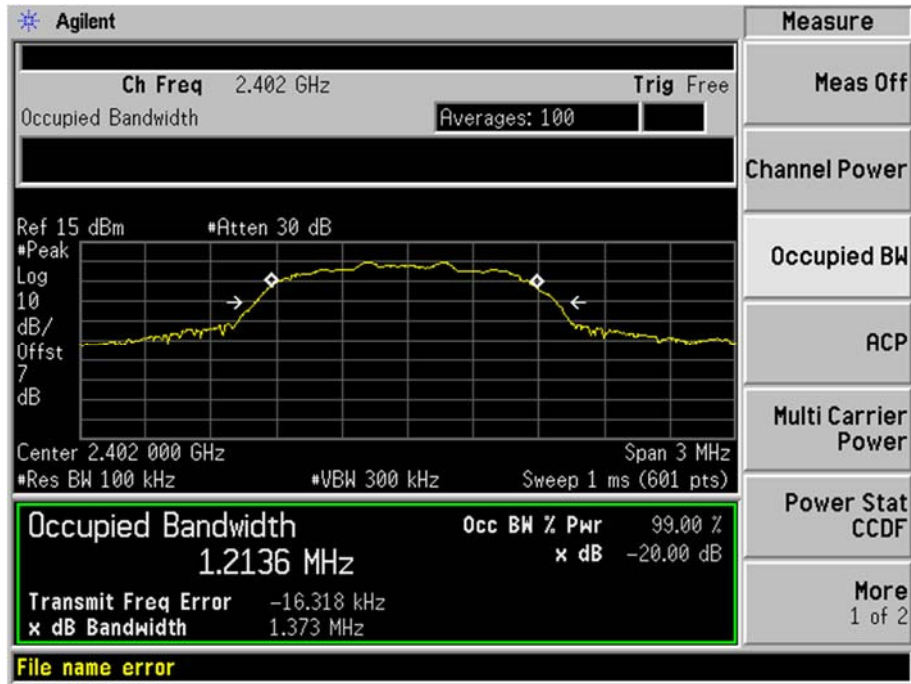 Agilent
Measure
Ch Freq 2.402 GHz Trig Free
Occupied Bandwidth Averages: 100
Ref 15 dBm #Atten 30 dB
#Peak
Log
10
dB/
Offst
7
dB
Center 2.402 000 GHz Span 3 MHz
#Res BW 100 kHz #VBW 300 kHz Sweep 1 ms (601 pts)
Occupied Bandwidth
1.2136 MHz
Occ BW % Pwr 99.00 %
x dB -20.00 dB
Transmit Freq Error -16.318 kHz
x dB Bandwidth 1.373 MHz
File name error
Meas Off
Channel Power
Occupied BW
ACP
Multi Carrier
Power
Power Stat
CCDF
More
1 of 2